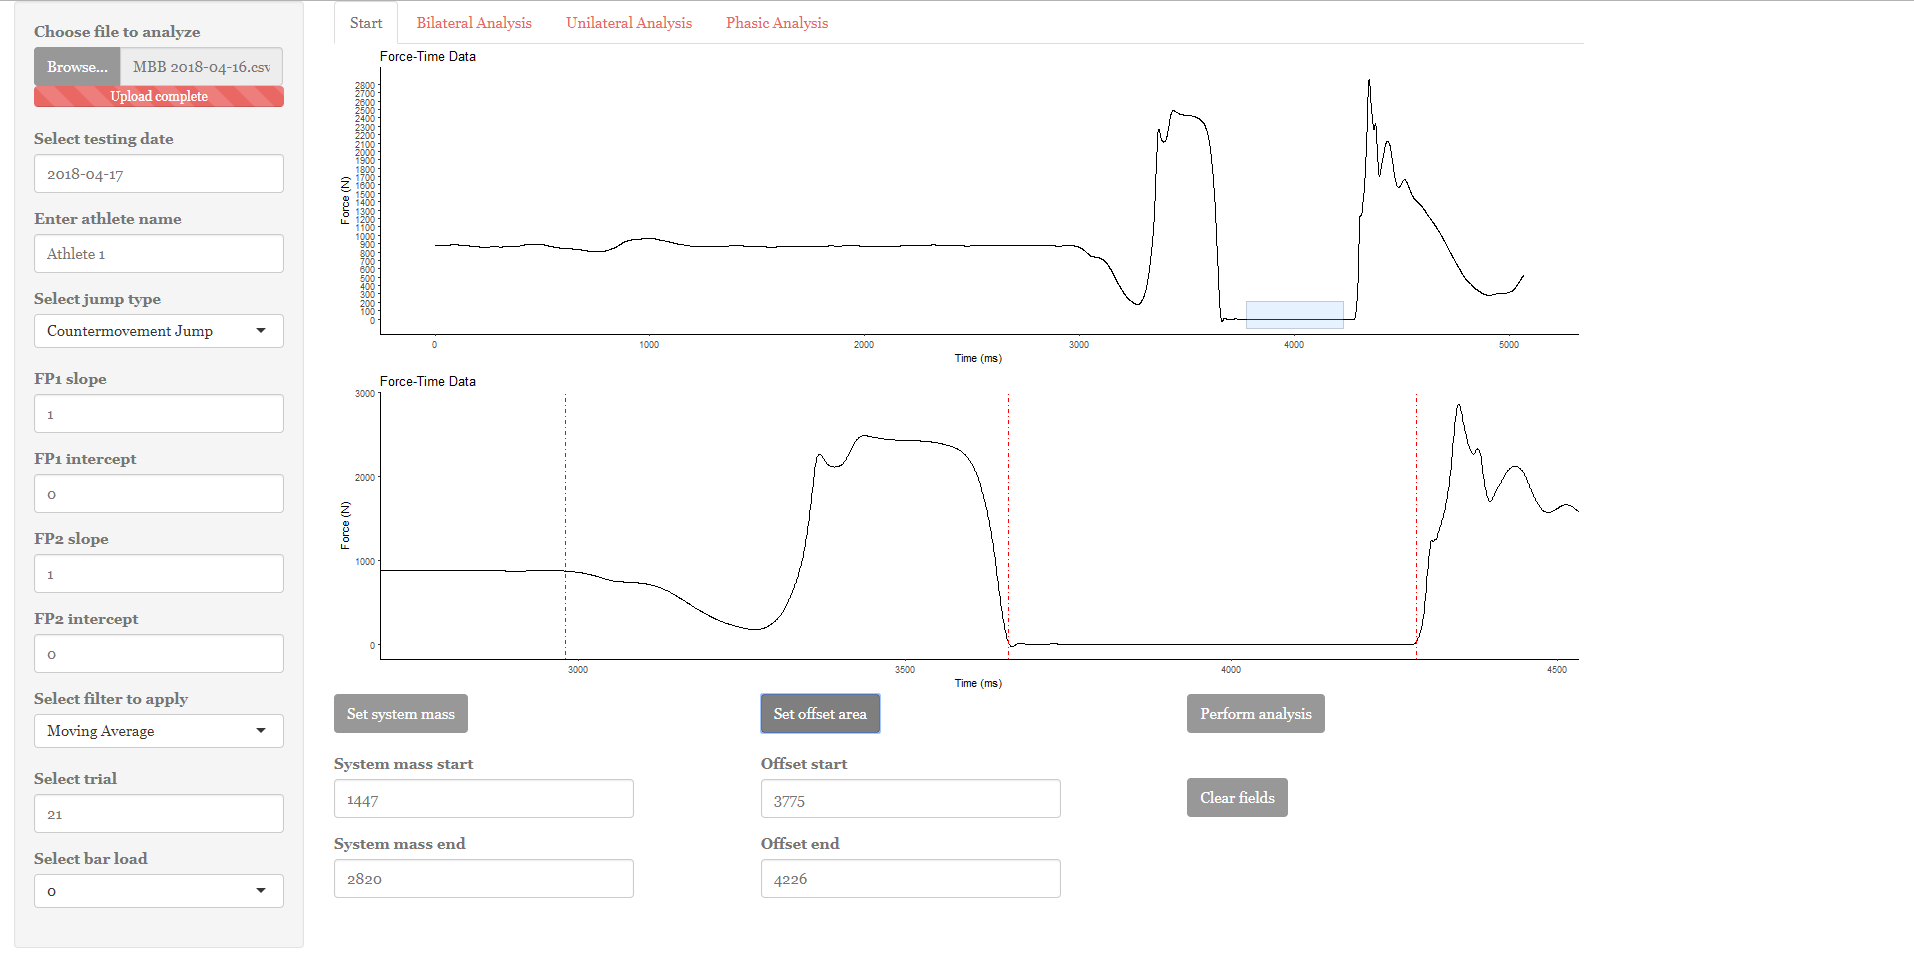 Choose file to analyze
Browse... MBB 2018-04-16.csv
Upload complete
Select testing date
2018-04-17
Enter athlete name
Athlete 1
Select jump type
Countermovement Jump
FP1 slope
1
FP1 intercept
0
FP2 slope
1
FP2 intercept
0
Select filter to apply
Moving Average
Select trial
21
Select bar load
0
Start Bilateral Analysis Unilateral Analysis Phasic Analysis
Force-Time Data
Force (N)
2800
2700
2600
2500
2400
2300
2200
2100
2000
1900
1800
1700
1600
1500
1400
1300
1200
1100
1000
900
800
700
600
500
400
300
200
100
0
0 1000 2000 3000 4000 5000
Time (ms)
Force-Time Data
Force (N)
3000
2000
1000
0
3000 3500 4000 4500
Time (ms)
Set system mass Set offset area Perform analysis
System mass start Offset start
1447 3775 Clear fields
System mass end Offset end
2820 4226